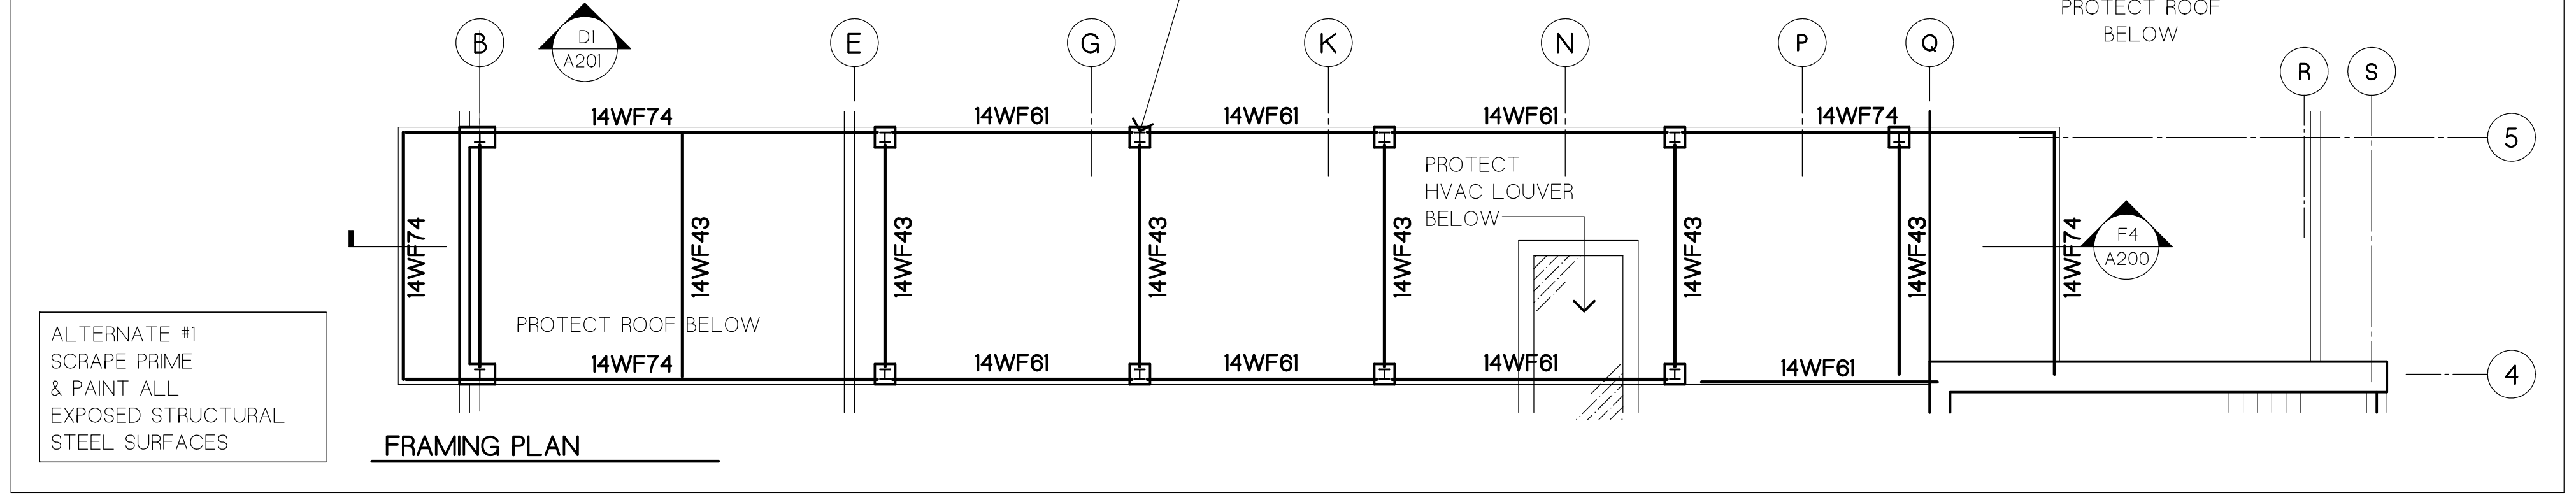 PROTECT ROOF
BELOW
B
D1
A201
E
G
K
N
P
Q
R
S
14WF74
14WF61
14WF61
14WF61
14WF74
5
PROTECT
HVAC LOUVER
BELOW
14WF74
14WF43
14WF43
14WF43
14WF43
14WF43
14WF43
14WF74
F4
A200
PROTECT ROOF BELOW
14WF74
14WF61
14WF61
14WF61
14WF61
4
ALTERNATE #1
SCRAPE PRIME
& PAINT ALL
EXPOSED STRUCTURAL
STEEL SURFACES
FRAMING PLAN